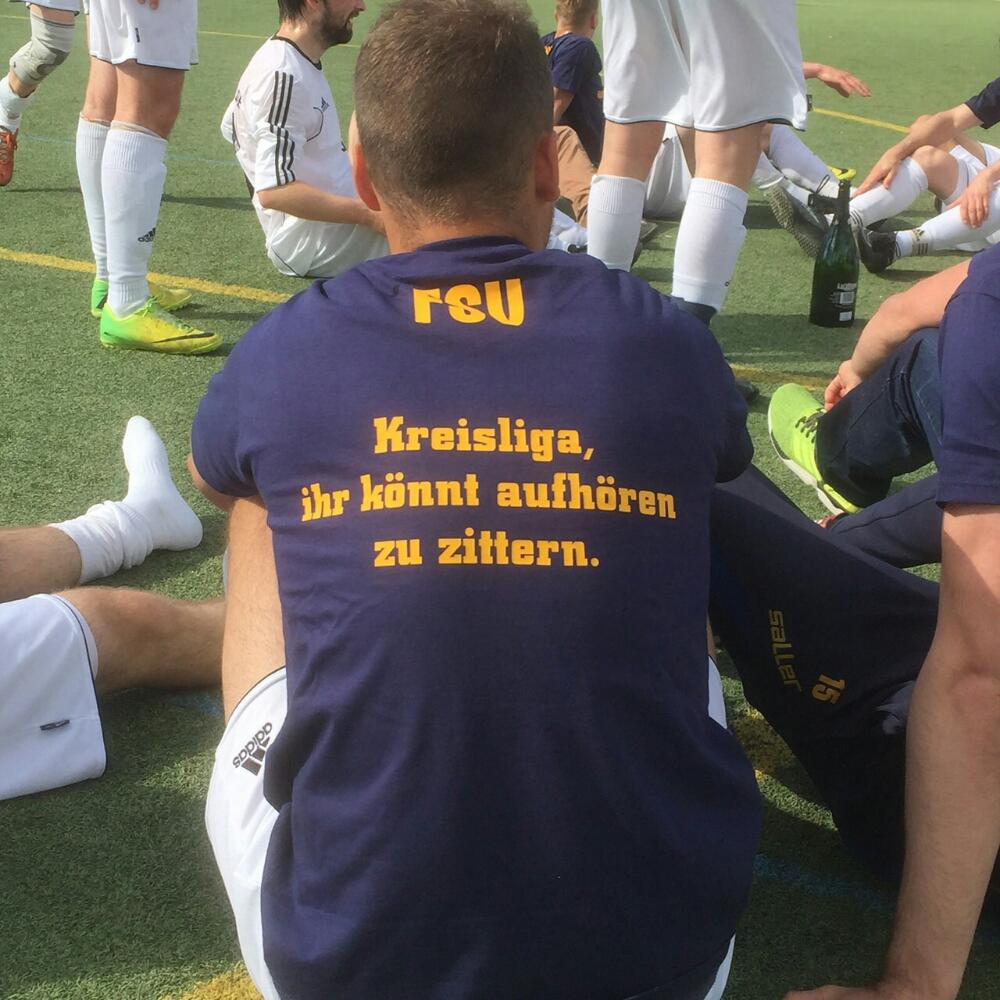 FSV
Kreisliga,
ihr könnt aufhören
zu zittern.
saller
15
adidas